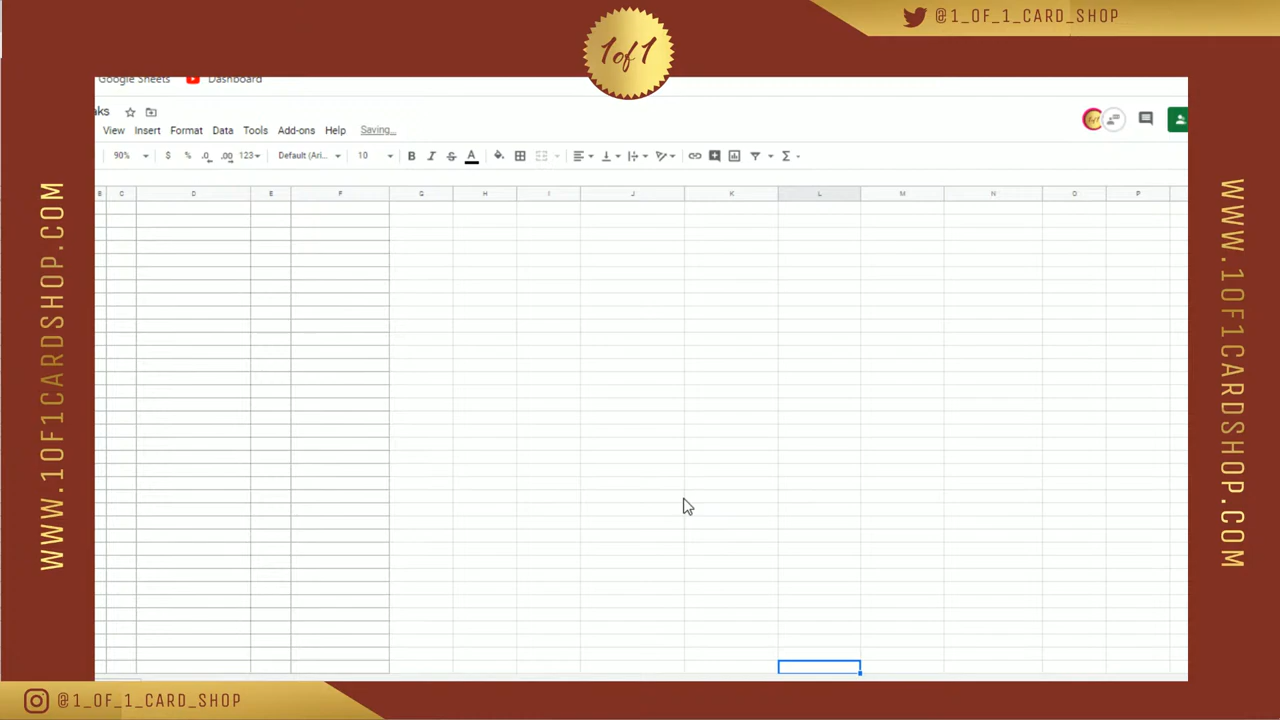 @1_OF_1_CARD_SHOP
1of1
Google Sheets Dashboard
aks
View Insert Format Data Tools Add-ons Help Saving...
90% $ % .0 .00 123 Default (Ari... 10 B I S A
B C D E F G H I J K L M N O P
WWW.1OF1CARDSHOP.COM
WWW.1OF1CARDSHOP.COM
@1_OF_1_CARD_SHOP